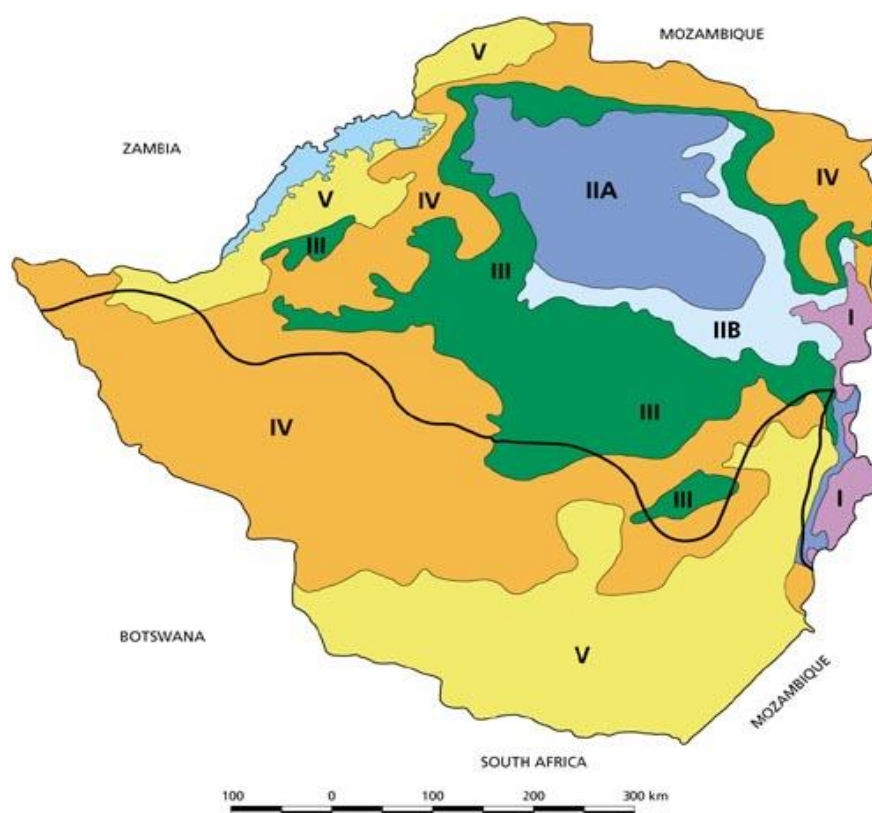 MOZAMBIQUE
V
ZAMBIA
IV
IIA
IV
V
III
III
IIB
I
III
IV
III
I
BOTSWANA
V
MOZAMBIQUE
SOUTH AFRICA
100 0 100 200 300 km